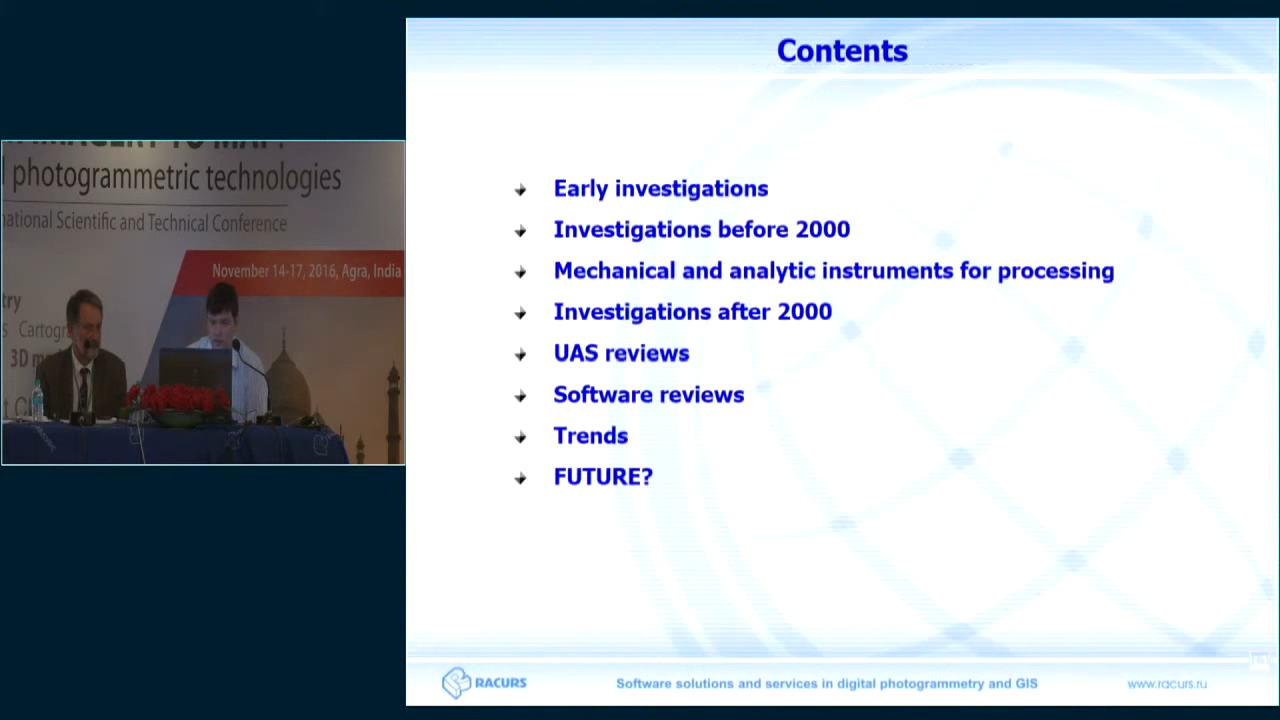 photogrammetric technologies
Scientific and Technical Conference
November 14-17, 2016, Agra, India
3D
Contents
Early investigations
Investigations before 2000
Mechanical and analytic instruments for processing
Investigations after 2000
UAS reviews
Software reviews
Trends
FUTURE?
RACURS
Software solutions and services in digital photogrammetry and GIS
www.racurs.ru